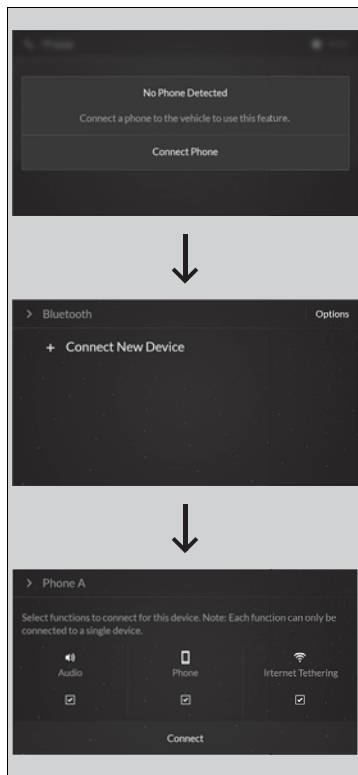 No Phone Detected
Connect a phone to the vehicle to use this feature.
Connect Phone
Bluetooth
Options
+ Connect New Device
Phone A
Select functions to connect for this device. Note: Each function can only be
connected to a single device.
Audio
Phone
Internet Tethering
Connect